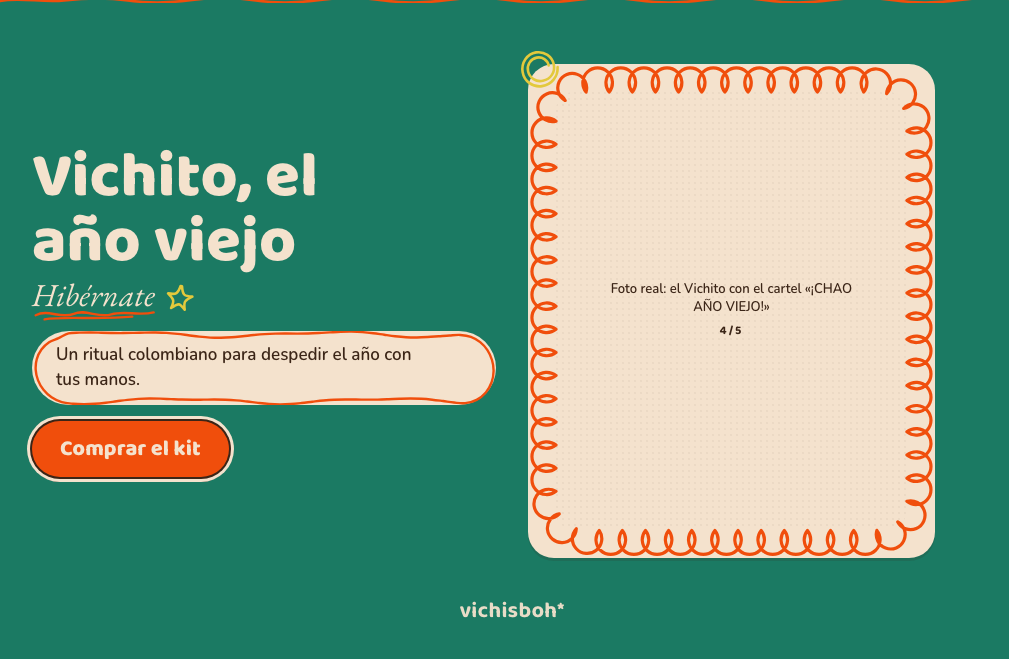 Vichito, el
año viejo
Hibérnate
Un ritual colombiano para despedir el año con
tus manos.
Comprar el kit
Foto real: el Vichito con el cartel «¡CHAO
AÑO VIEJO!»
4 / 5
vichisboh*